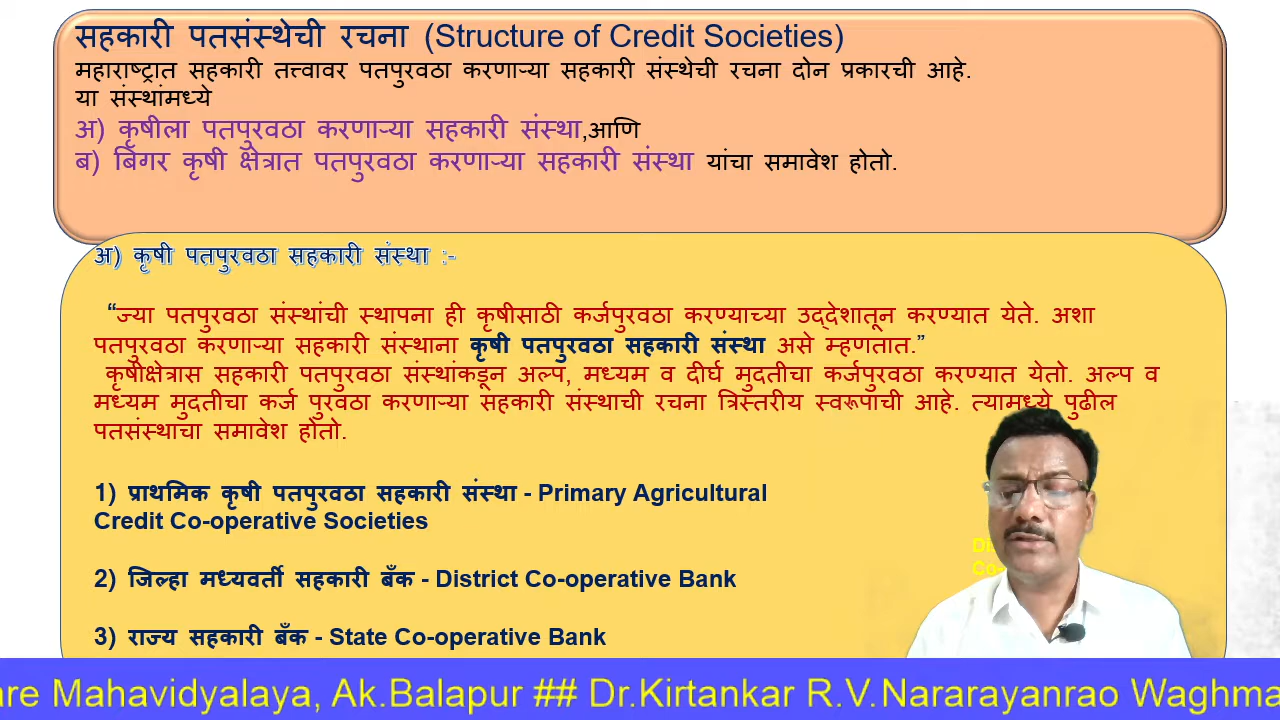 सहकारी पतसंस्थेची रचना (Structure of Credit Societies)
महाराष्ट्रात सहकारी तत्त्वावर पतपुरवठा करणाऱ्या सहकारी संस्थेची रचना दोन प्रकारची आहे.
या संस्थांमध्ये
अ) कृषीला पतपुरवठा करणाऱ्या सहकारी संस्था,आणि
ब) बिगर कृषी क्षेत्रात पतपुरवठा करणाऱ्या सहकारी संस्था यांचा समावेश होतो.
अ) कृषी पतपुरवठा सहकारी संस्था :-
“ज्या पतपुरवठा संस्थांची स्थापना ही कृषीसाठी कर्जपुरवठा करण्याच्या उद्देशातून करण्यात येते. अशा
पतपुरवठा करणाऱ्या सहकारी संस्थाना कृषी पतपुरवठा सहकारी संस्था असे म्हणतात.”
कृषीक्षेत्रास सहकारी पतपुरवठा संस्थांकडून अल्प, मध्यम व दीर्घ मुदतीचा कर्जपुरवठा करण्यात येतो. अल्प व
मध्यम मुदतीचा कर्ज पुरवठा करणाऱ्या सहकारी संस्थाची रचना त्रिस्तरीय स्वरूपाची आहे. त्यामध्ये पुढील
पतसंस्थाचा समावेश होतो.
1) प्राथमिक कृषी पतपुरवठा सहकारी संस्था - Primary Agricultural
Credit Co-operative Societies
2) जिल्हा मध्यवर्ती सहकारी बँक - District Co-operative Bank
3) राज्य सहकारी बँक - State Co-operative Bank
are Mahavidyalaya, Ak.Balapur ## Dr.Kirtankar R.V.Nararayanrao Waghma